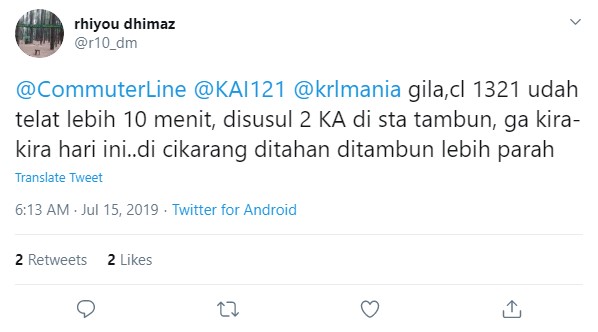 rhiyou dhimaz
@r10_dm
@CommuterLine @KAI121 @krlmania gila,cl 1321 udah
telat lebih 10 menit, disusul 2 KA di sta tambun, ga kira-
kira hari ini..di cikarang ditahan ditambun lebih parah
Translate Tweet
6:13 AM · Jul 15, 2019 · Twitter for Android
2 Retweets 2 Likes